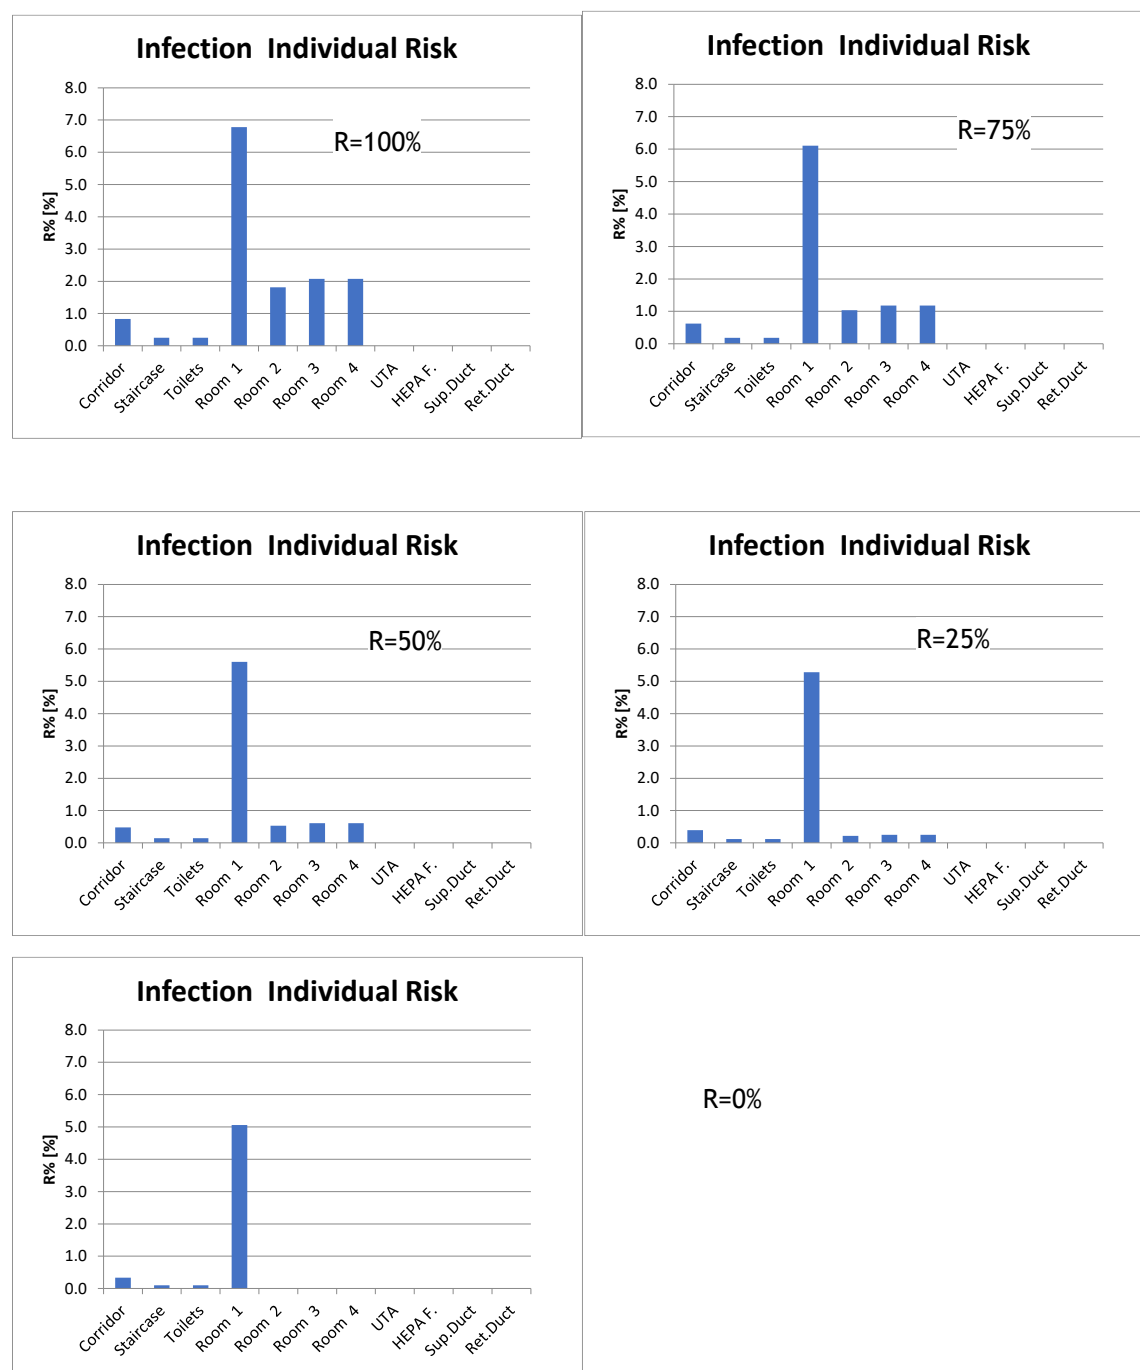 Infection  Individual Risk
R=100%
R% [%]
8.0
7.0
6.0
5.0
4.0
3.0
2.0
1.0
0.0
Corridor
Staircase
Toilets
Room 1
Room 2
Room 3
Room 4
UTA
HEPA F.
Sup.Duct
Ret.Duct
Infection  Individual Risk
R=75%
R% [%]
8.0
7.0
6.0
5.0
4.0
3.0
2.0
1.0
0.0
Corridor
Staircase
Toilets
Room 1
Room 2
Room 3
Room 4
UTA
HEPA F.
Sup.Duct
Ret.Duct
Infection  Individual Risk
R=50%
R% [%]
8.0
7.0
6.0
5.0
4.0
3.0
2.0
1.0
0.0
Corridor
Staircase
Toilets
Room 1
Room 2
Room 3
Room 4
UTA
HEPA F.
Sup.Duct
Ret.Duct
Infection  Individual Risk
R=25%
R% [%]
8.0
7.0
6.0
5.0
4.0
3.0
2.0
1.0
0.0
Corridor
Staircase
Toilets
Room 1
Room 2
Room 3
Room 4
UTA
HEPA F.
Sup.Duct
Ret.Duct
Infection  Individual Risk
R% [%]
8.0
7.0
6.0
5.0
4.0
3.0
2.0
1.0
0.0
Corridor
Staircase
Toilets
Room 1
Room 2
Room 3
Room 4
UTA
HEPA F.
Sup.Duct
Ret.Duct
R=0%